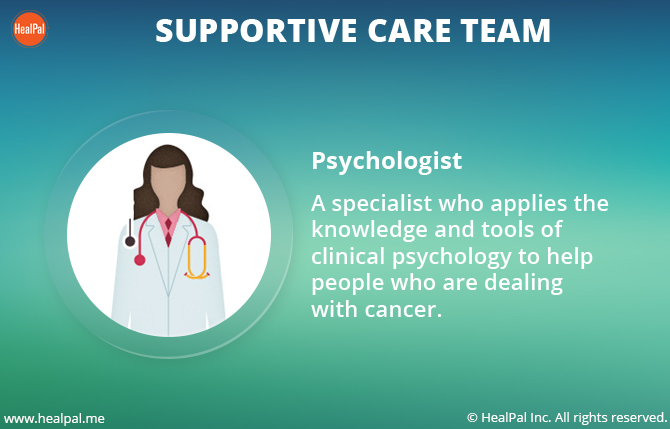 HealPal
SUPPORTIVE CARE TEAM
Psychologist
A specialist who applies the
knowledge and tools of
clinical psychology to help
people who are dealing
with cancer.
www.healpal.me
© HealPal Inc. All rights reserved.